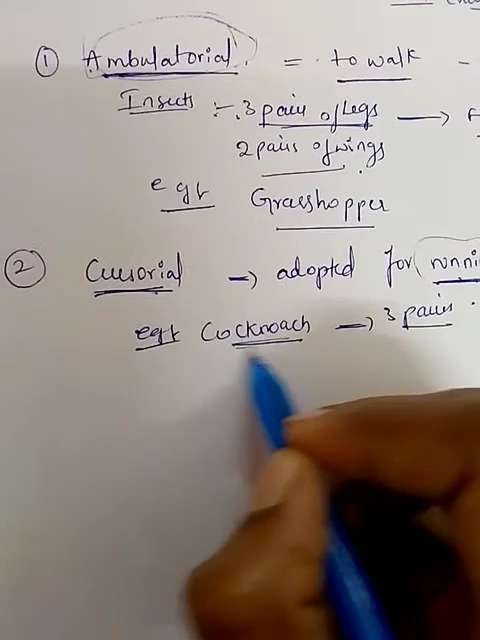 ① Ambulatorial = to walk -
Insects :- 3 pair of Legs →
2 pairs of wings
eg: Grasshopper
② Cursorial → adopted for runni
eg: Cockroach → 3 pairs